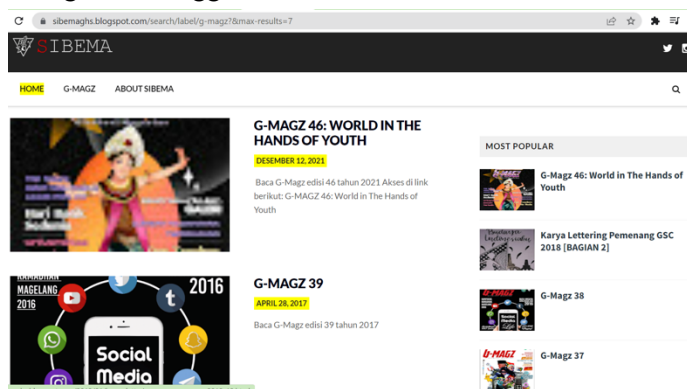 sibemaghs.blogspot.com/search/label/g-magz?&max-results=7
SIBEMA
HOME G-MAGZ ABOUT SIBEMA
G-MAGZ 46: WORLD IN THE
HANDS OF YOUTH
DESEMBER 12, 2021
Baca G-Magz edisi 46 tahun 2021 Akses di link
berikut: G-MAGZ 46: World in The Hands of
Youth
2016
MAGELANG
2016
Social
Media
G-MAGZ 39
APRIL 28, 2017
Baca G-Magz edisi 39 tahun 2017
MOST POPULAR
G-Magz 46: World in The Hands of
Youth
Karya Lettering Pemenang GSC
2018 [BAGIAN 2]
G-Magz 38
G-Magz 37